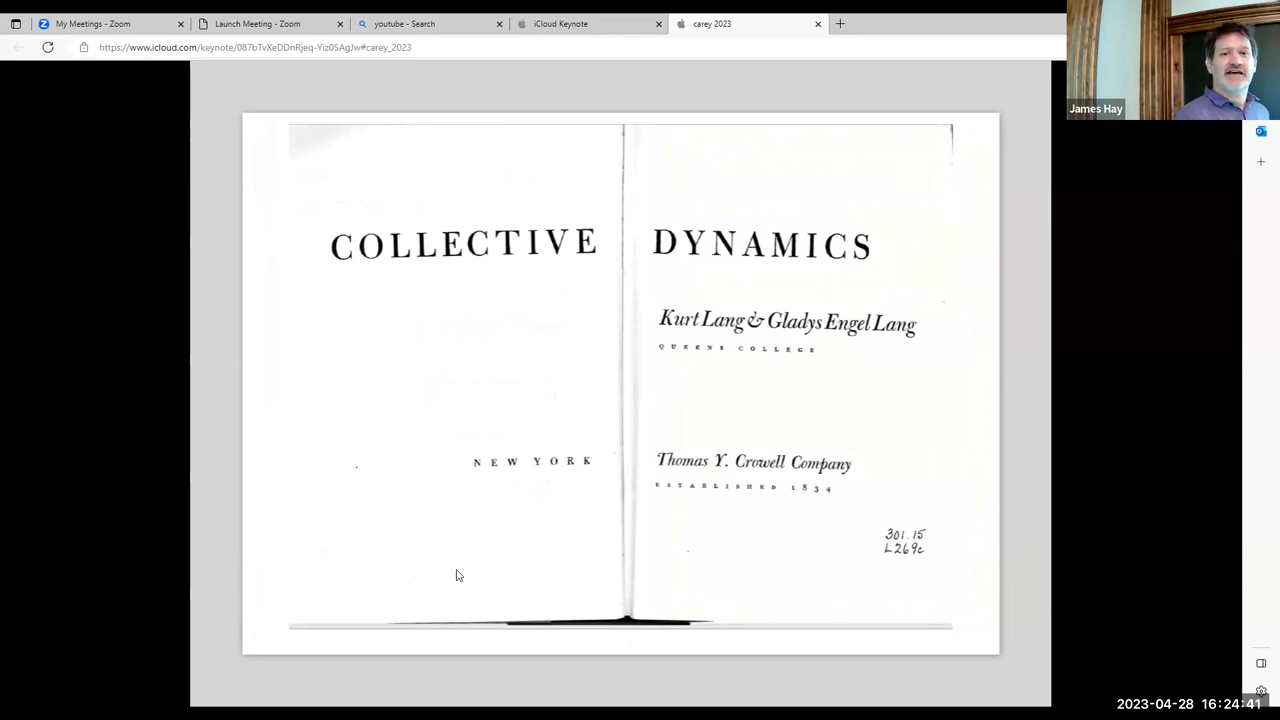 My Meetings - Zoom
Launch Meeting - Zoom
youtube - Search
iCloud Keynote
carey 2023
https://www.icloud.com/keynote/087bTvXeDDnRjeq-Yiz05AgJw#carey_2023
James Hay
COLLECTIVE DYNAMICS
Kurt Lang & Gladys Engel Lang
QUEENS COLLEGE
NEW YORK
Thomas Y. Crowell Company
ESTABLISHED 1834
301.15
L269c
2023-04-28 16:24:41